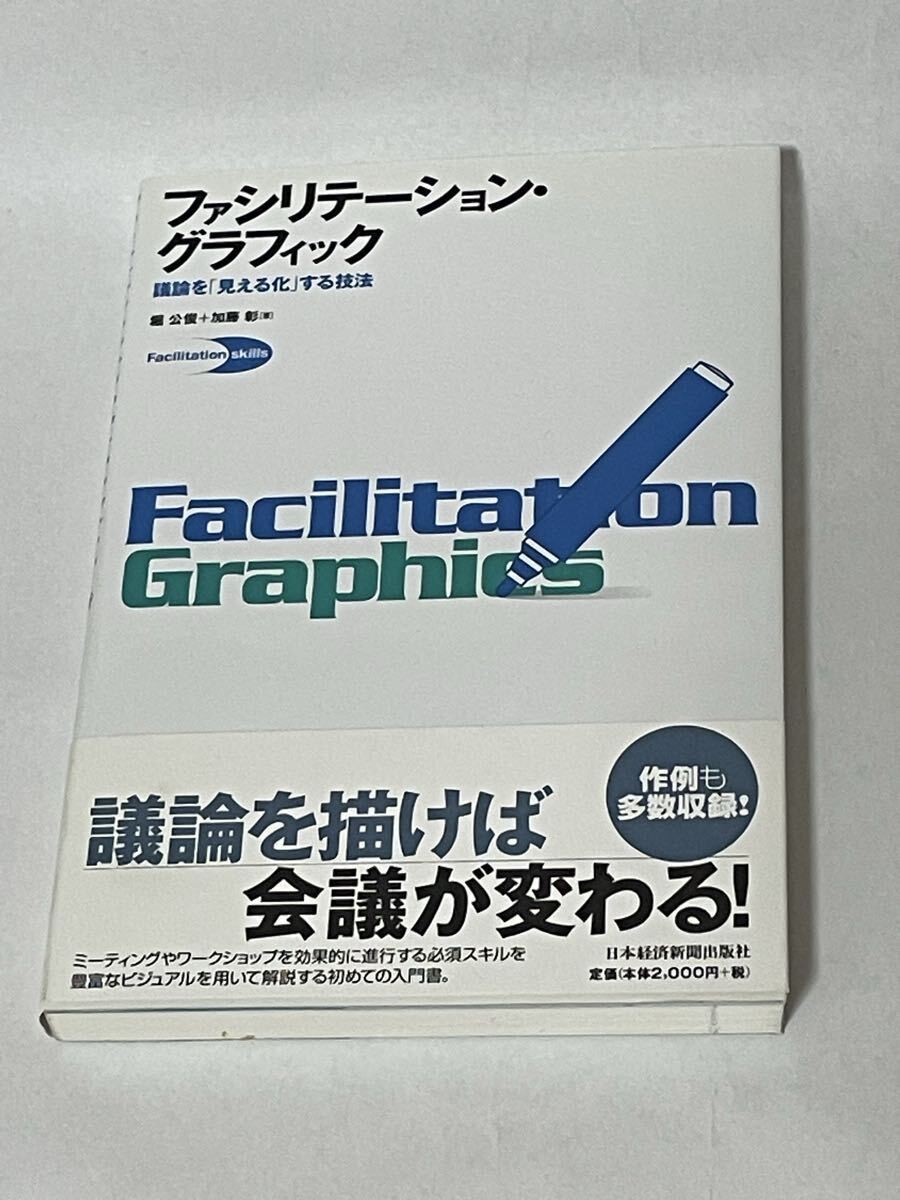 ファシリテーション・
グラフィック
議論を「見える化」する技法
堀 公俊+加藤 彰[著]
Facilitation skills
Facilitation
Graphics
作例も
多数収録!
議論を描けば
会議が変わる!
ミーティングやワークショップを効果的に進行する必須スキルを
豊富なビジュアルを用いて解説する初めての入門書。
日本経済新聞出版社
定価(本体2,000円+税)